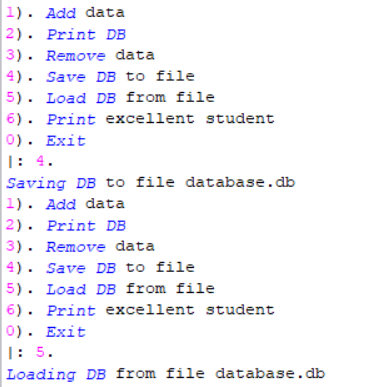 1). Add data
2). Print DB
3). Remove data
4). Save DB to file
5). Load DB from file
6). Print excellent student
0). Exit
|: 4.
Saving DB to file database.db
1). Add data
2). Print DB
3). Remove data
4). Save DB to file
5). Load DB from file
6). Print excellent student
0). Exit
|: 5.
Loading DB from file database.db